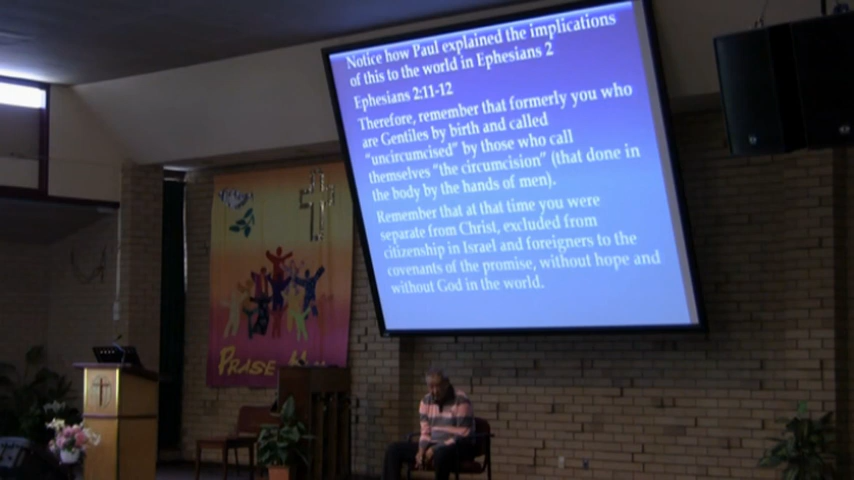 Notice how Paul explained the implications
of this to the world in Ephesians 2
Ephesians 2:11-12
Therefore, remember that formerly you who
are Gentiles by birth and called
“uncircumcised” by those who call
themselves “the circumcision” (that done in
the body by the hands of men).
Remember that at that time you were
separate from Christ, excluded from
citizenship in Israel and foreigners to the
covenants of the promise, without hope and
without God in the world.
PRAISE